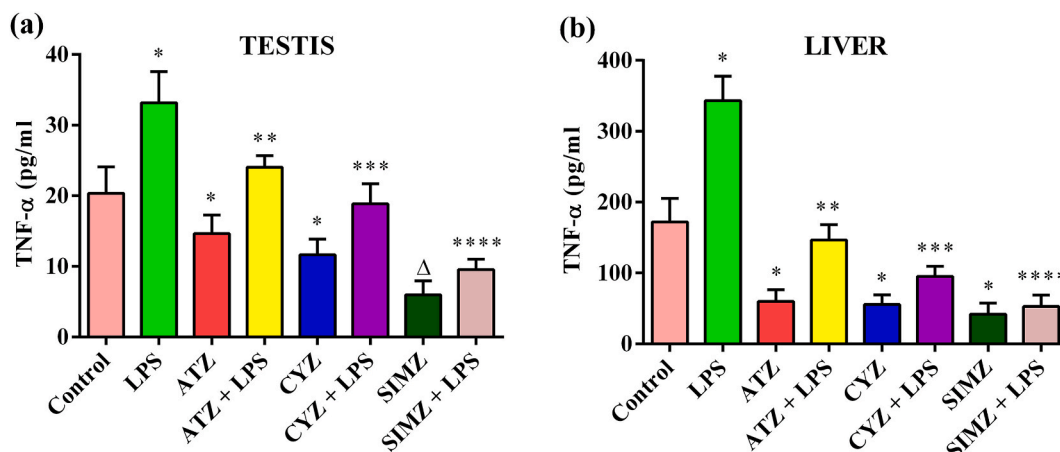 (a)
TESTIS
TNF-α (pg/ml)
40
30
20
10
0
*
*
**
*
***
Δ
****
Control
LPS
ATZ
ATZ + LPS
CYZ
CYZ + LPS
SIMZ
SIMZ + LPS
(b)
LIVER
TNF-α (pg/ml)
400
300
200
100
0
*
*
**
*
***
*
****
Control
LPS
ATZ
ATZ + LPS
CYZ
CYZ + LPS
SIMZ
SIMZ + LPS